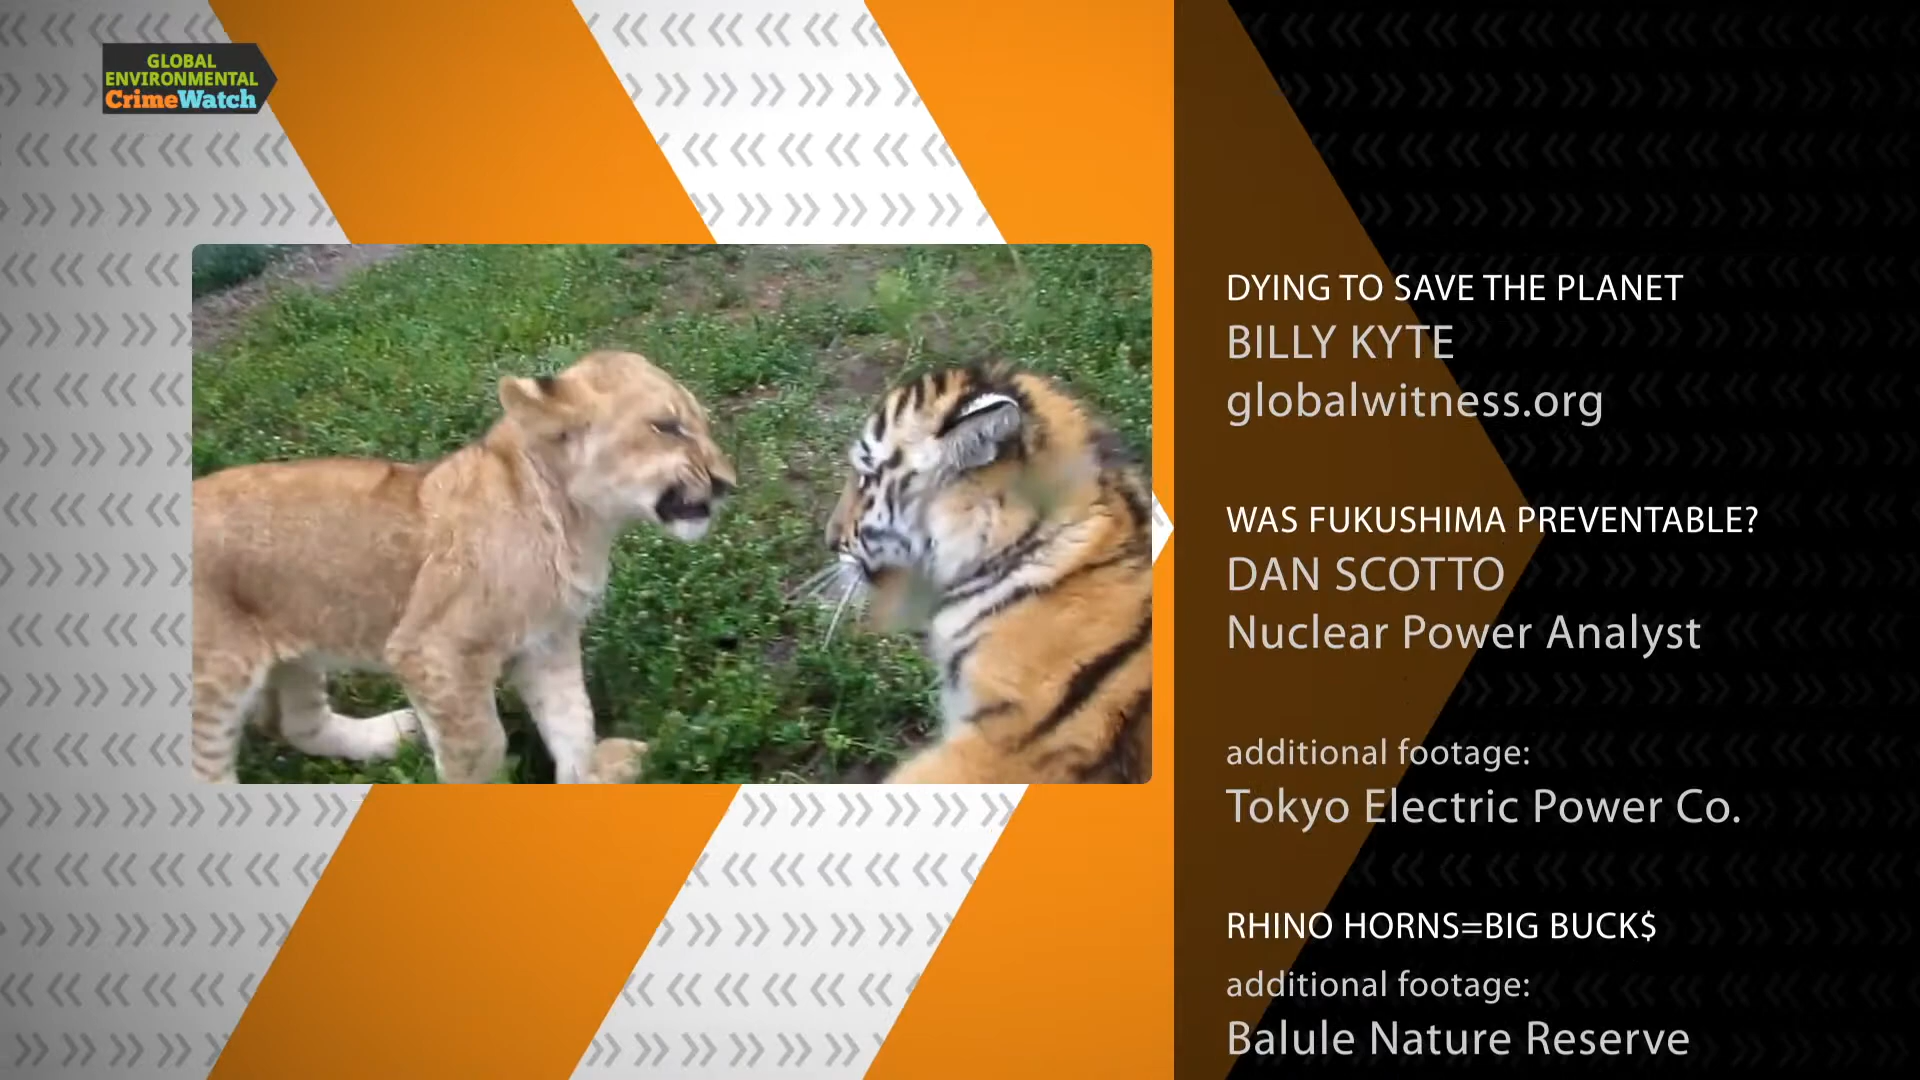 GLOBAL
ENVIRONMENTAL
CrimeWatch
DYING TO SAVE THE PLANET
BILLY KYTE
globalwitness.org
WAS FUKUSHIMA PREVENTABLE?
DAN SCOTTO
Nuclear Power Analyst
additional footage:
Tokyo Electric Power Co.
RHINO HORNS=BIG BUCK$
additional footage:
Balule Nature Reserve